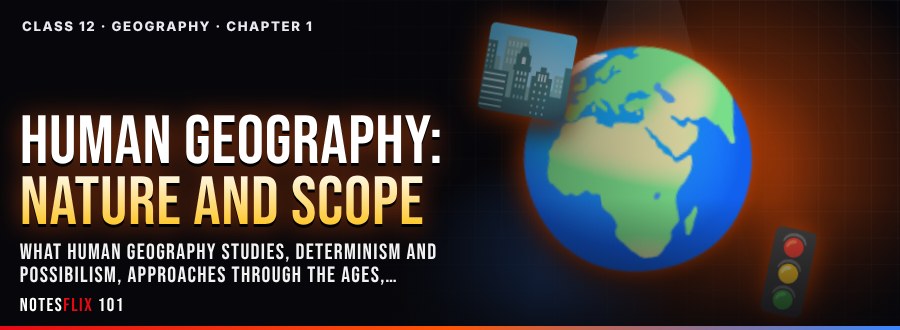 CLASS 12 · GEOGRAPHY · CHAPTER 1
HUMAN GEOGRAPHY:
NATURE AND SCOPE
WHAT HUMAN GEOGRAPHY STUDIES, DETERMINISM AND
POSSIBILISM, APPROACHES THROUGH THE AGES,...
NOTESFLIX 101